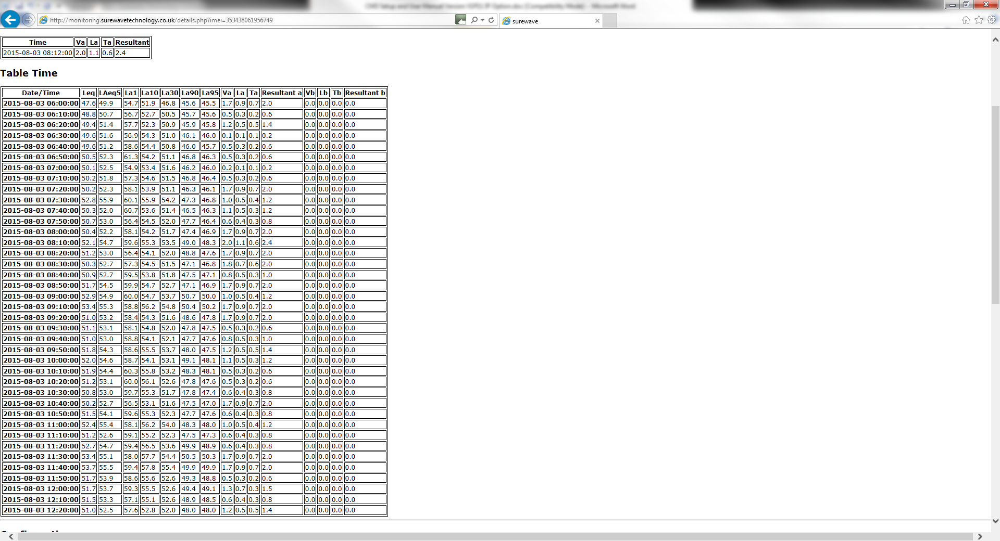 CMS Setup and User Manual Version ISPS2 IP Option.doc [Compatibility Mode] - Microsoft Word
http://monitoring.surewavetechnology.co.uk/details.php?imei=353438061956749
surewave
Time Va La Ta Resultant
2015-08-03 08:12:00 2.0 1.1 0.6 2.4
Table Time
Date/Time Leq LAeq5 La1 La10 La30 La90 La95 Va La Ta Resultant a Vb Lb Tb Resultant b
2015-08-03 06:00:00 47.6 49.9 54.7 51.9 46.8 45.6 45.5 1.7 0.9 0.7 2.0 0.0 0.0 0.0 0.0
2015-08-03 06:10:00 48.8 50.7 56.7 52.7 50.5 45.7 45.6 0.5 0.3 0.2 0.6 0.0 0.0 0.0 0.0
2015-08-03 06:20:00 49.4 51.4 57.7 52.3 50.9 45.9 45.8 1.2 0.5 0.5 1.4 0.0 0.0 0.0 0.0
2015-08-03 06:30:00 49.6 51.6 56.9 54.3 51.0 46.1 46.0 0.1 0.1 0.1 0.2 0.0 0.0 0.0 0.0
2015-08-03 06:40:00 49.6 51.2 58.6 54.4 50.8 46.0 45.7 0.5 0.3 0.2 0.6 0.0 0.0 0.0 0.0
2015-08-03 06:50:00 50.5 52.3 61.3 54.2 51.1 46.8 46.3 0.5 0.3 0.2 0.6 0.0 0.0 0.0 0.0
2015-08-03 07:00:00 50.1 52.5 54.9 53.4 51.6 46.2 46.0 0.2 0.1 0.1 0.2 0.0 0.0 0.0 0.0
2015-08-03 07:10:00 50.2 51.8 57.3 54.6 51.5 46.8 46.4 0.5 0.3 0.2 0.6 0.0 0.0 0.0 0.0
2015-08-03 07:20:00 50.2 52.3 58.1 53.9 51.1 46.3 46.1 1.7 0.9 0.7 2.0 0.0 0.0 0.0 0.0
2015-08-03 07:30:00 52.8 55.9 60.1 55.9 54.2 47.3 46.8 1.0 0.5 0.4 1.2 0.0 0.0 0.0 0.0
2015-08-03 07:40:00 50.3 52.0 60.7 53.6 51.4 46.5 46.3 1.1 0.5 0.3 1.2 0.0 0.0 0.0 0.0
2015-08-03 07:50:00 50.7 53.0 56.4 54.5 52.0 47.7 46.4 0.6 0.4 0.3 0.8 0.0 0.0 0.0 0.0
2015-08-03 08:00:00 50.4 52.2 58.1 54.2 51.7 47.4 46.9 1.7 0.9 0.7 2.0 0.0 0.0 0.0 0.0
2015-08-03 08:10:00 52.1 54.7 59.6 55.3 53.5 49.0 48.3 2.0 1.1 0.6 2.4 0.0 0.0 0.0 0.0
2015-08-03 08:20:00 51.2 53.0 56.4 54.1 52.0 48.8 47.6 1.7 0.9 0.7 2.0 0.0 0.0 0.0 0.0
2015-08-03 08:30:00 50.3 52.7 57.3 54.5 51.5 47.1 46.8 1.8 0.7 0.6 2.0 0.0 0.0 0.0 0.0
2015-08-03 08:40:00 50.9 52.7 59.5 53.8 51.8 47.5 47.1 0.8 0.5 0.3 1.0 0.0 0.0 0.0 0.0
2015-08-03 08:50:00 51.7 54.5 59.9 54.7 52.7 47.1 46.9 1.7 0.9 0.7 2.0 0.0 0.0 0.0 0.0
2015-08-03 09:00:00 52.9 54.9 60.0 54.7 53.7 50.7 50.0 1.0 0.5 0.4 1.2 0.0 0.0 0.0 0.0
2015-08-03 09:10:00 53.4 55.3 58.8 56.2 54.8 50.4 50.2 1.7 0.9 0.7 2.0 0.0 0.0 0.0 0.0
2015-08-03 09:20:00 51.0 53.2 58.4 54.3 51.6 48.6 47.8 1.7 0.9 0.7 2.0 0.0 0.0 0.0 0.0
2015-08-03 09:30:00 51.1 53.1 58.1 54.8 52.0 47.8 47.5 0.5 0.3 0.2 0.6 0.0 0.0 0.0 0.0
2015-08-03 09:40:00 51.0 53.0 58.8 54.1 52.1 47.7 47.6 0.8 0.5 0.3 1.0 0.0 0.0 0.0 0.0
2015-08-03 09:50:00 51.8 54.3 58.6 55.5 53.7 48.0 47.5 1.2 0.5 0.5 1.4 0.0 0.0 0.0 0.0
2015-08-03 10:00:00 52.0 54.6 58.7 54.1 53.1 49.1 48.1 1.1 0.5 0.3 1.2 0.0 0.0 0.0 0.0
2015-08-03 10:10:00 51.9 54.4 60.3 55.8 53.2 48.3 48.1 0.5 0.3 0.2 0.6 0.0 0.0 0.0 0.0
2015-08-03 10:20:00 51.2 53.1 60.0 56.1 52.6 47.8 47.6 0.5 0.3 0.2 0.6 0.0 0.0 0.0 0.0
2015-08-03 10:30:00 50.8 53.0 59.7 55.3 51.7 47.8 47.4 0.6 0.4 0.3 0.8 0.0 0.0 0.0 0.0
2015-08-03 10:40:00 50.2 52.7 56.5 53.1 51.6 47.5 47.0 1.7 0.9 0.7 2.0 0.0 0.0 0.0 0.0
2015-08-03 10:50:00 51.5 54.1 59.6 55.3 52.3 47.7 47.6 0.6 0.4 0.3 0.8 0.0 0.0 0.0 0.0
2015-08-03 11:00:00 52.4 55.4 58.1 56.2 54.0 48.3 48.0 1.0 0.5 0.4 1.2 0.0 0.0 0.0 0.0
2015-08-03 11:10:00 51.2 52.6 59.1 55.2 52.3 47.5 47.3 0.6 0.4 0.3 0.8 0.0 0.0 0.0 0.0
2015-08-03 11:20:00 52.7 54.7 59.4 56.5 53.6 49.9 48.9 0.6 0.4 0.3 0.8 0.0 0.0 0.0 0.0
2015-08-03 11:30:00 53.4 55.1 58.0 57.7 54.4 50.5 50.3 1.7 0.9 0.7 2.0 0.0 0.0 0.0 0.0
2015-08-03 11:40:00 53.7 55.5 59.4 57.8 55.4 49.9 49.9 1.7 0.9 0.7 2.0 0.0 0.0 0.0 0.0
2015-08-03 11:50:00 51.7 53.9 58.6 55.6 52.6 49.3 48.8 0.5 0.3 0.2 0.6 0.0 0.0 0.0 0.0
2015-08-03 12:00:00 51.7 53.7 59.3 55.5 52.6 49.4 49.1 1.3 0.7 0.3 1.5 0.0 0.0 0.0 0.0
2015-08-03 12:10:00 51.5 53.3 57.1 55.1 52.6 48.9 48.5 0.6 0.4 0.3 0.8 0.0 0.0 0.0 0.0
2015-08-03 12:20:00 51.0 52.5 57.6 52.8 52.0 48.0 48.0 1.2 0.5 0.5 1.4 0.0 0.0 0.0 0.0